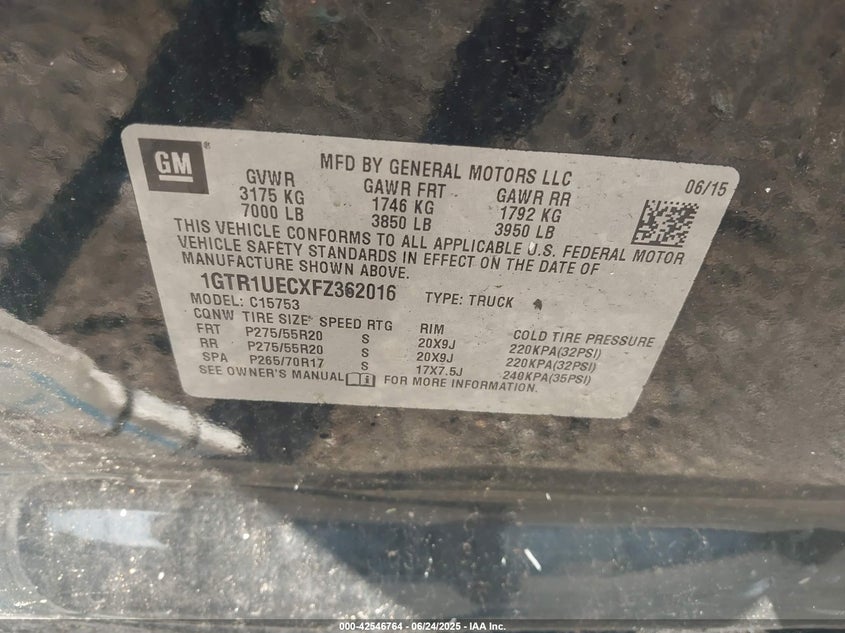 GM
MFD BY GENERAL MOTORS LLC
06/15
GVWR GAWR FRT GAWR RR
3175 KG 1746 KG 1792 KG
7000 LB 3850 LB 3950 LB
THIS VEHICLE CONFORMS TO ALL APPLICABLE U.S. FEDERAL MOTOR
VEHICLE SAFETY STANDARDS IN EFFECT ON THE DATE OF
MANUFACTURE SHOWN ABOVE.
1GTR1UECXFZ362016 TYPE: TRUCK
MODEL: C15753
CQNW TIRE SIZE SPEED RTG RIM COLD TIRE PRESSURE
FRT P275/55R20 S 20X9J 220KPA(32PSI)
RR P275/55R20 S 20X9J 220KPA(32PSI)
SPA P265/70R17 S 17X7.5J 240KPA(35PSI)
SEE OWNER'S MANUAL FOR MORE INFORMATION.
000-42546764 - 06/24/2025 - IAA Inc.